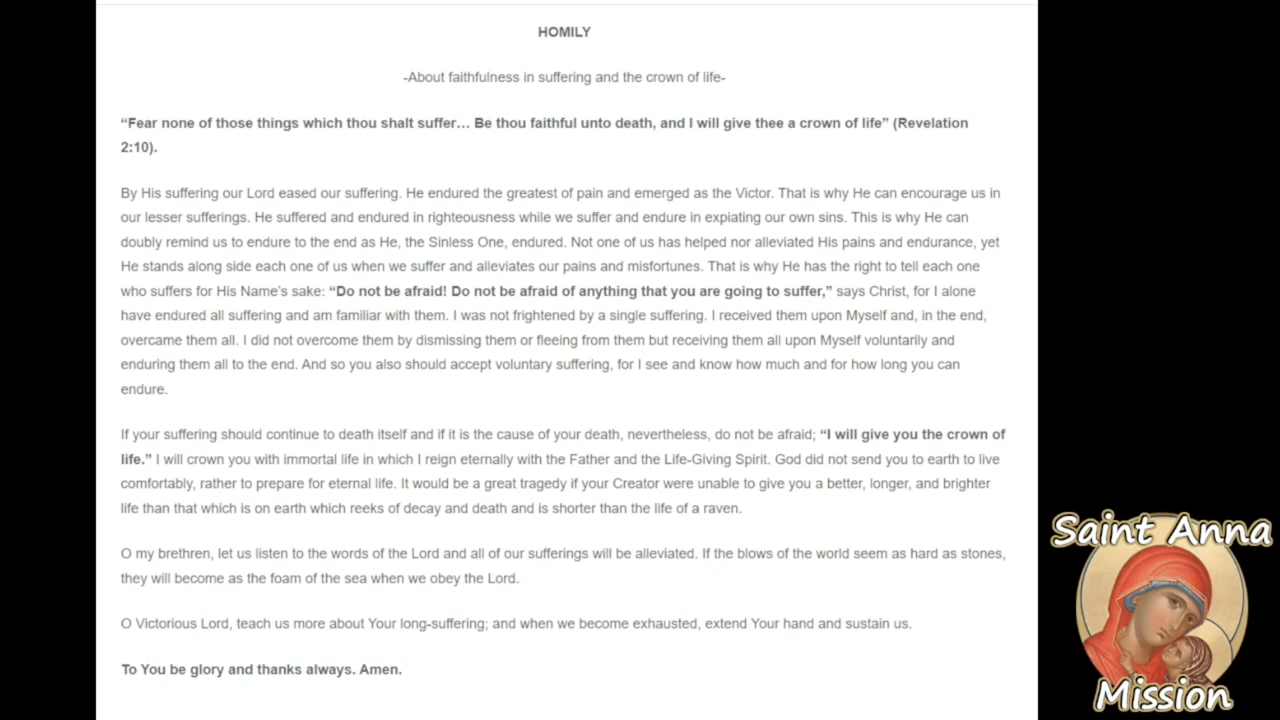 HOMILY
-About faithfulness in suffering and the crown of life-
“Fear none of those things which thou shalt suffer… Be thou faithful unto death, and I will give thee a crown of life” (Revelation
2:10).
By His suffering our Lord eased our suffering. He endured the greatest of pain and emerged as the Victor. That is why He can encourage us in
our lesser sufferings. He suffered and endured in righteousness while we suffer and endure in expiating our own sins. This is why He can
doubly remind us to endure to the end as He, the Sinless One, endured. Not one of us has helped nor alleviated His pains and endurance, yet
He stands along side each one of us when we suffer and alleviates our pains and misfortunes. That is why He has the right to tell each one
who suffers for His Name’s sake: “Do not be afraid! Do not be afraid of anything that you are going to suffer,” says Christ, for I alone
have endured all suffering and am familiar with them. I was not frightened by a single suffering. I received them upon Myself and, in the end,
overcame them all. I did not overcome them by dismissing them or fleeing from them but receiving them all upon Myself voluntarily and
enduring them all to the end. And so you also should accept voluntary suffering, for I see and know how much and for how long you can
endure.
If your suffering should continue to death itself and if it is the cause of your death, nevertheless, do not be afraid; “I will give you the crown of
life.” I will crown you with immortal life in which I reign eternally with the Father and the Life-Giving Spirit. God did not send you to earth to live
comfortably, rather to prepare for eternal life. It would be a great tragedy if your Creator were unable to give you a better, longer, and brighter
life than that which is on earth which reeks of decay and death and is shorter than the life of a raven.
O my brethren, let us listen to the words of the Lord and all of our sufferings will be alleviated. If the blows of the world seem as hard as stones,
they will become as the foam of the sea when we obey the Lord.
O Victorious Lord, teach us more about Your long-suffering; and when we become exhausted, extend Your hand and sustain us.
To You be glory and thanks always. Amen.
Saint Anna
Mission